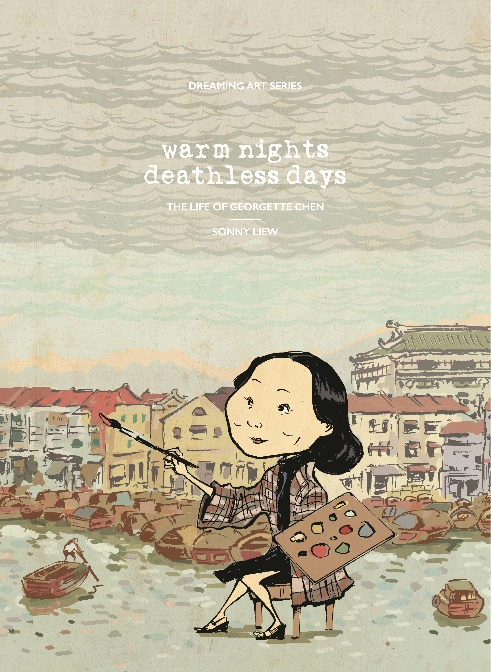 DREAMING ART SERIES
warm nights
deathless days
THE LIFE OF GEORGETTE CHEN
SONNY LIEW